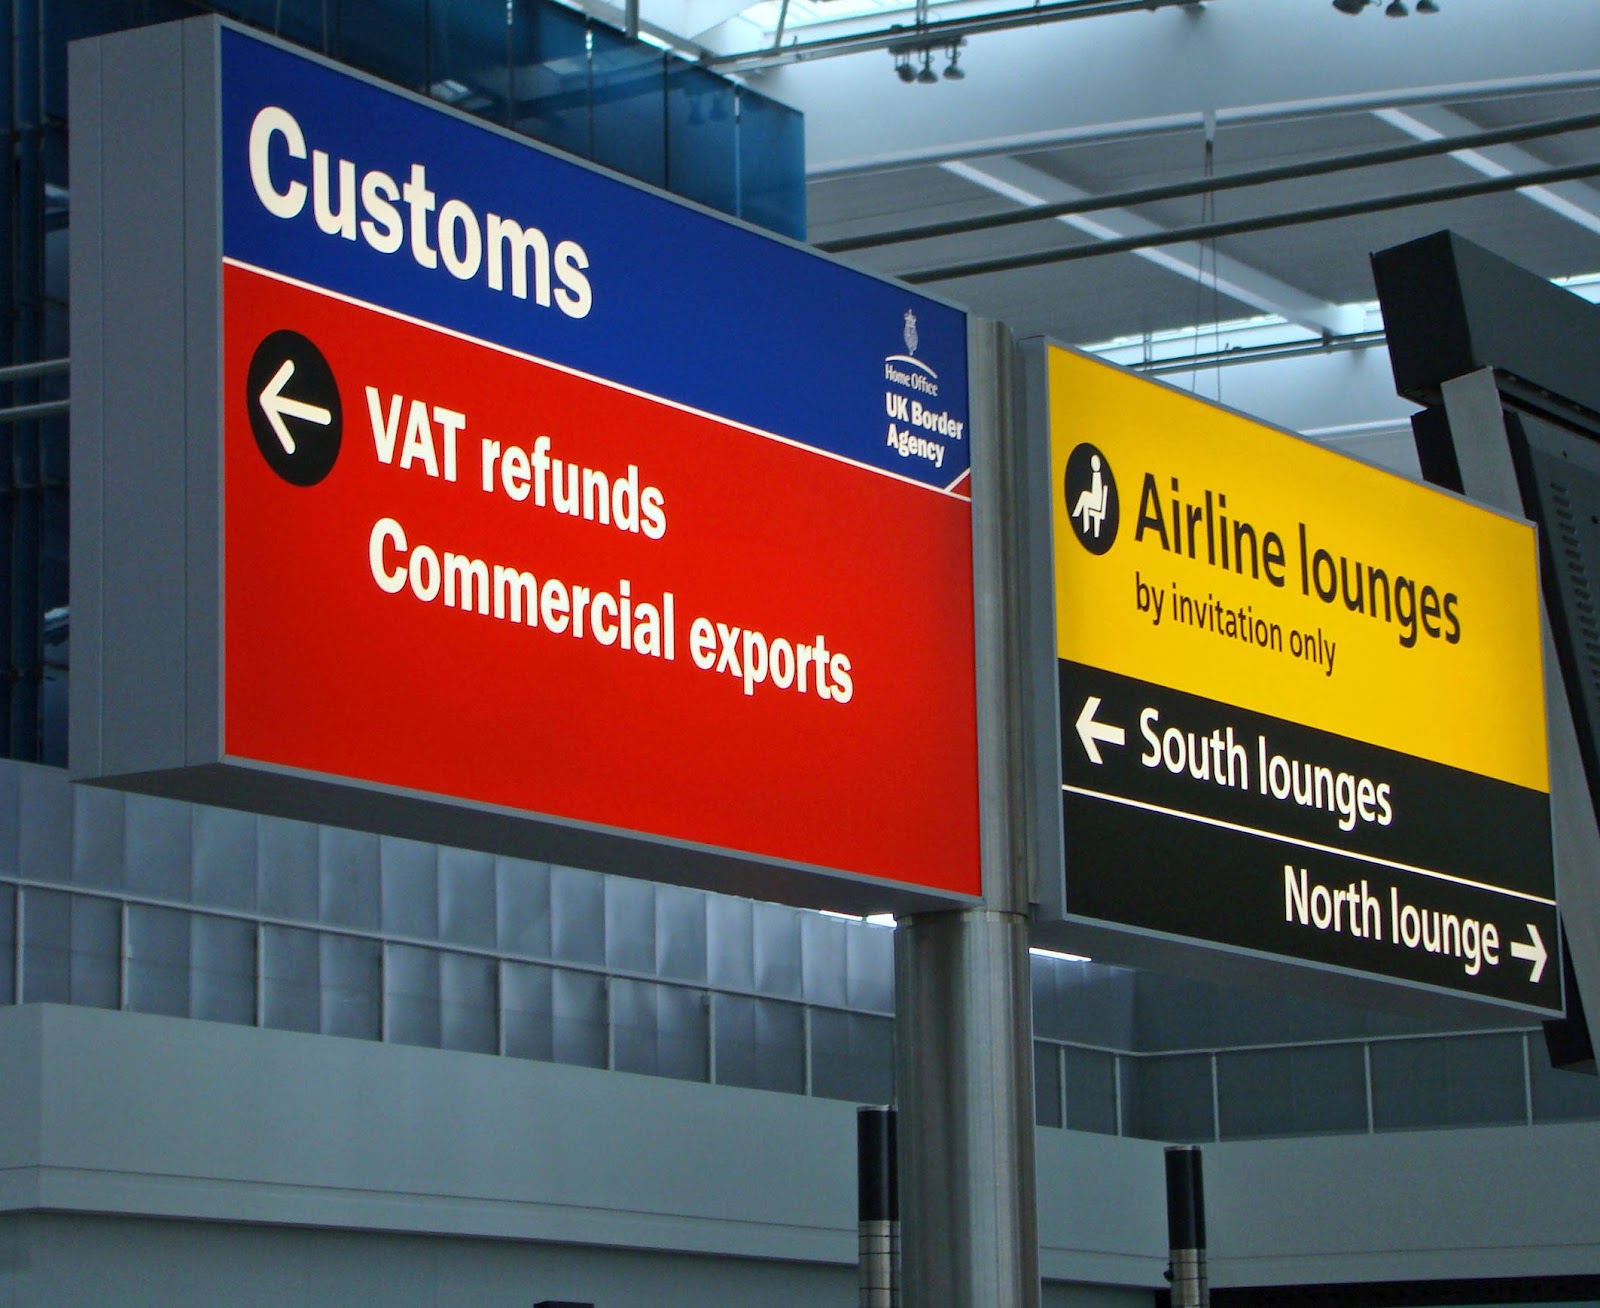 Customs
Home Office
UK Border
Agency
VAT refunds
Commercial exports
Airline lounges
by invitation only
South lounges
North lounge